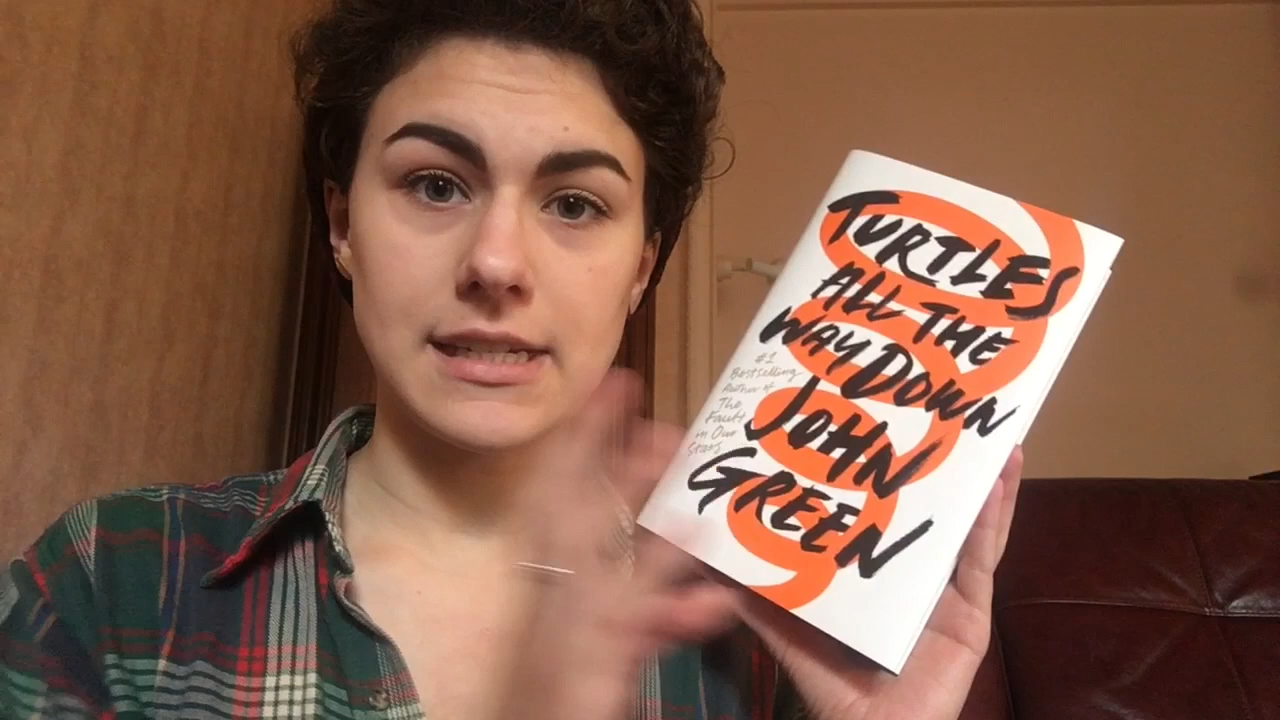 TURTLES
ALL THE
WAY DOWN
#1
Bestselling
Author of
The
Fault
in Our
Stars
JOHN
GREEN